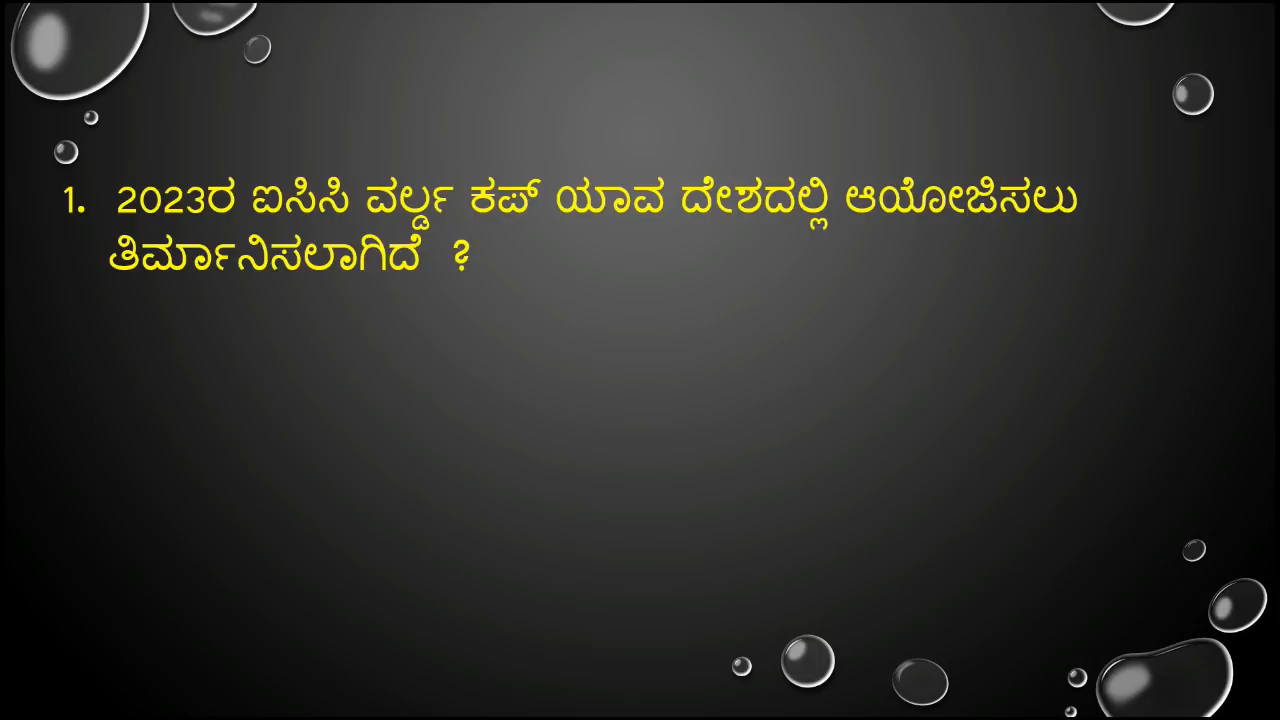 1. 2023ರ ಐಸಿಸಿ ವರ್ಲ್ಡ ಕಪ್ ಯಾವ ದೇಶದಲ್ಲಿ ಆಯೋಜಿಸಲು
ತಿರ್ಮಾನಿಸಲಾಗಿದೆ ?